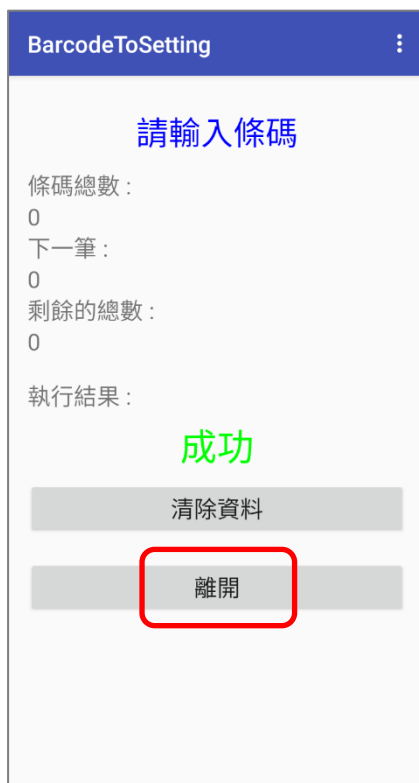 BarcodeToSetting
請輸入條碼
條碼總數 :
0
下一筆 :
0
剩餘的總數 :
0
執行結果 :
成功
清除資料
離開